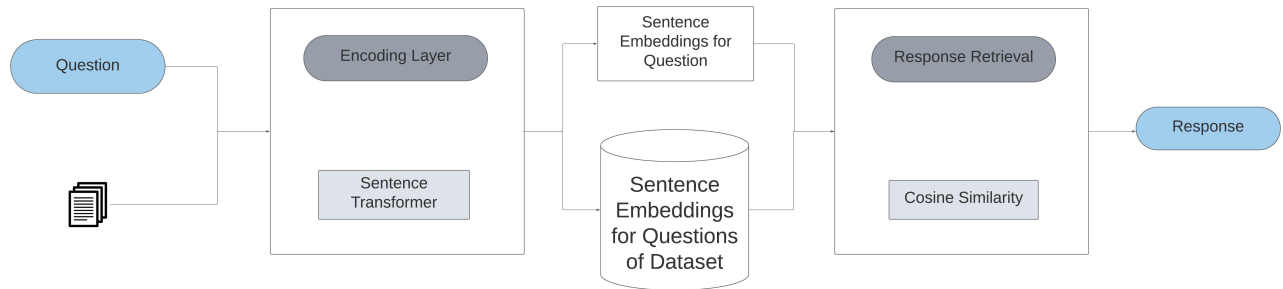 Question
Encoding Layer
Sentence
Transformer
Sentence
Embeddings for
Question
Sentence
Embeddings
for Questions
of Dataset
Response Retrieval
Cosine Similarity
Response